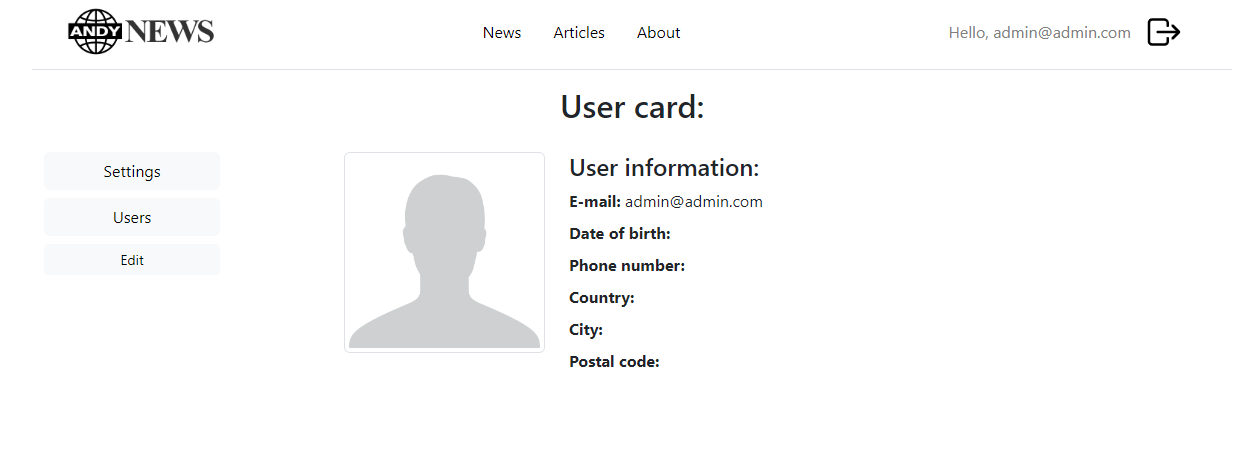 ANDY NEWS
News Articles About
Hello, admin@admin.com
User card:
Settings
Users
Edit
User information:
E-mail: admin@admin.com
Date of birth:
Phone number:
Country:
City:
Postal code: